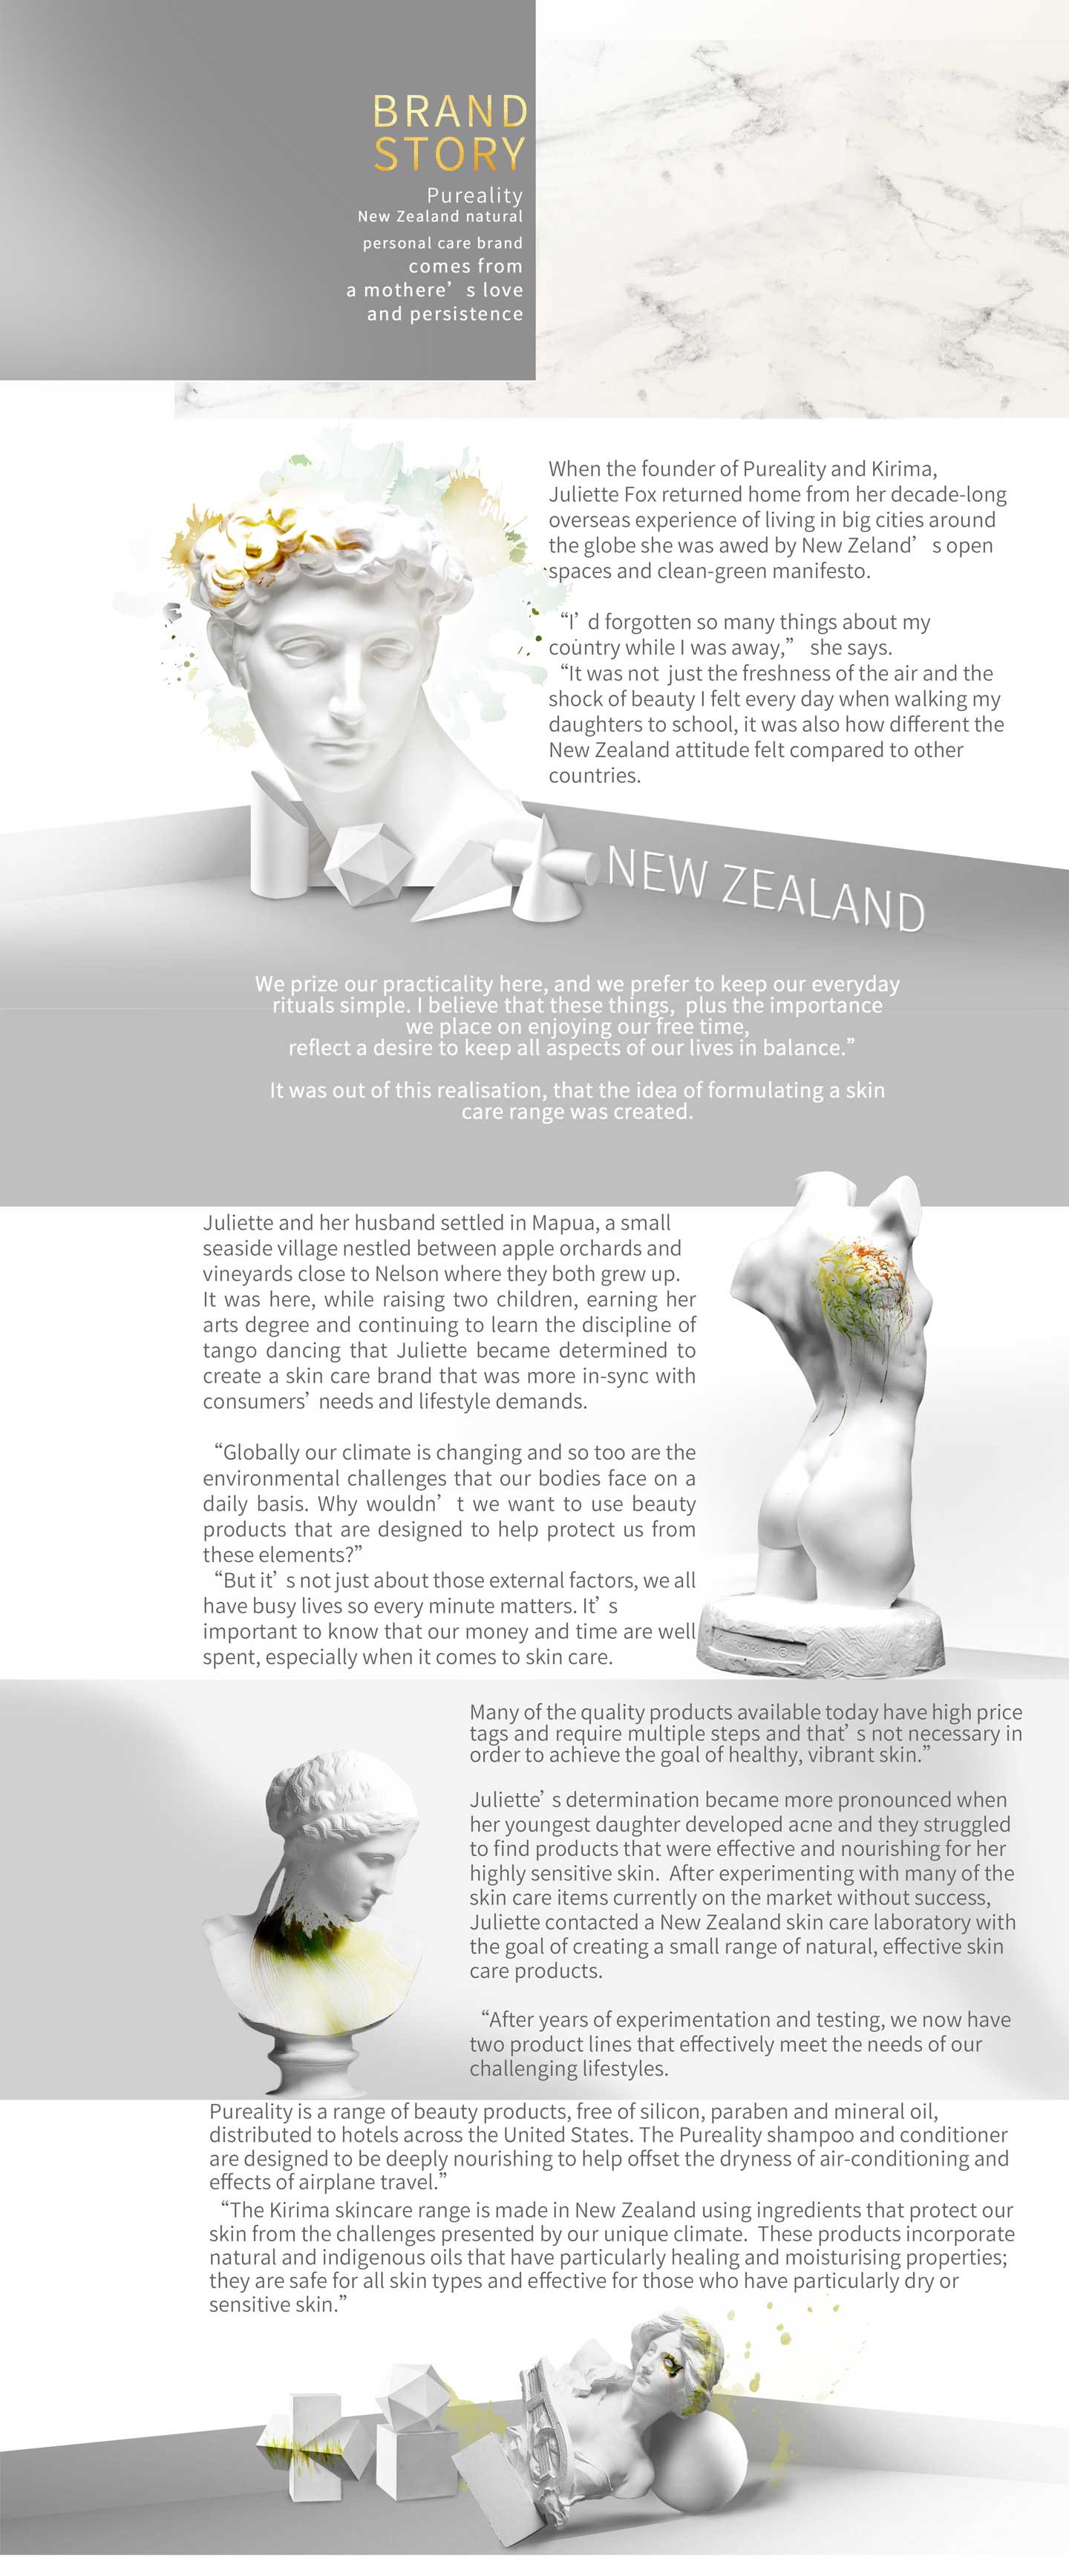 BRAND
STORY
Pureality
New Zealand natural
personal care brand
comes from
a mothere’s love
and persistence
When the founder of Pureality and Kirima,
Juliette Fox returned home from her decade-long
overseas experience of living in big cities around
the globe she was awed by New Zeland’s open
spaces and clean-green manifesto.
“I’d forgotten so many things about my
country while I was away,” she says.
“It was not just the freshness of the air and the
shock of beauty I felt every day when walking my
daughters to school, it was also how different the
New Zealand attitude felt compared to other
countries.
NEW ZEALAND
We prize our practicality here, and we prefer to keep our everyday
rituals simple. I believe that these things, plus the importance
we place on enjoying our free time,
reflect a desire to keep all aspects of our lives in balance.”
It was out of this realisation, that the idea of formulating a skin
care range was created.
Juliette and her husband settled in Mapua, a small
seaside village nestled between apple orchards and
vineyards close to Nelson where they both grew up.
It was here, while raising two children, earning her
arts degree and continuing to learn the discipline of
tango dancing that Juliette became determined to
create a skin care brand that was more in-sync with
consumers’ needs and lifestyle demands.
“Globally our climate is changing and so too are the
environmental challenges that our bodies face on a
daily basis. Why wouldn’t we want to use beauty
products that are designed to help protect us from
these elements?”
“But it’s not just about those external factors, we all
have busy lives so every minute matters. It’s
important to know that our money and time are well
spent, especially when it comes to skin care.
Many of the quality products available today have high price
tags and require multiple steps and that’s not necessary in
order to achieve the goal of healthy, vibrant skin.”
Juliette’s determination became more pronounced when
her youngest daughter developed acne and they struggled
to find products that were effective and nourishing for her
highly sensitive skin. After experimenting with many of the
skin care items currently on the market without success,
Juliette contacted a New Zealand skin care laboratory with
the goal of creating a small range of natural, effective skin
care products.
“After years of experimentation and testing, we now have
two product lines that effectively meet the needs of our
challenging lifestyles.
Pureality is a range of beauty products, free of silicon, paraben and mineral oil,
distributed to hotels across the United States. The Pureality shampoo and conditioner
are designed to be deeply nourishing to help offset the dryness of air-conditioning and
effects of airplane travel.”
“The Kirima skincare range is made in New Zealand using ingredients that protect our
skin from the challenges presented by our unique climate. These products incorporate
natural and indigenous oils that have particularly healing and moisturising properties;
they are safe for all skin types and effective for those who have particularly dry or
sensitive skin.”